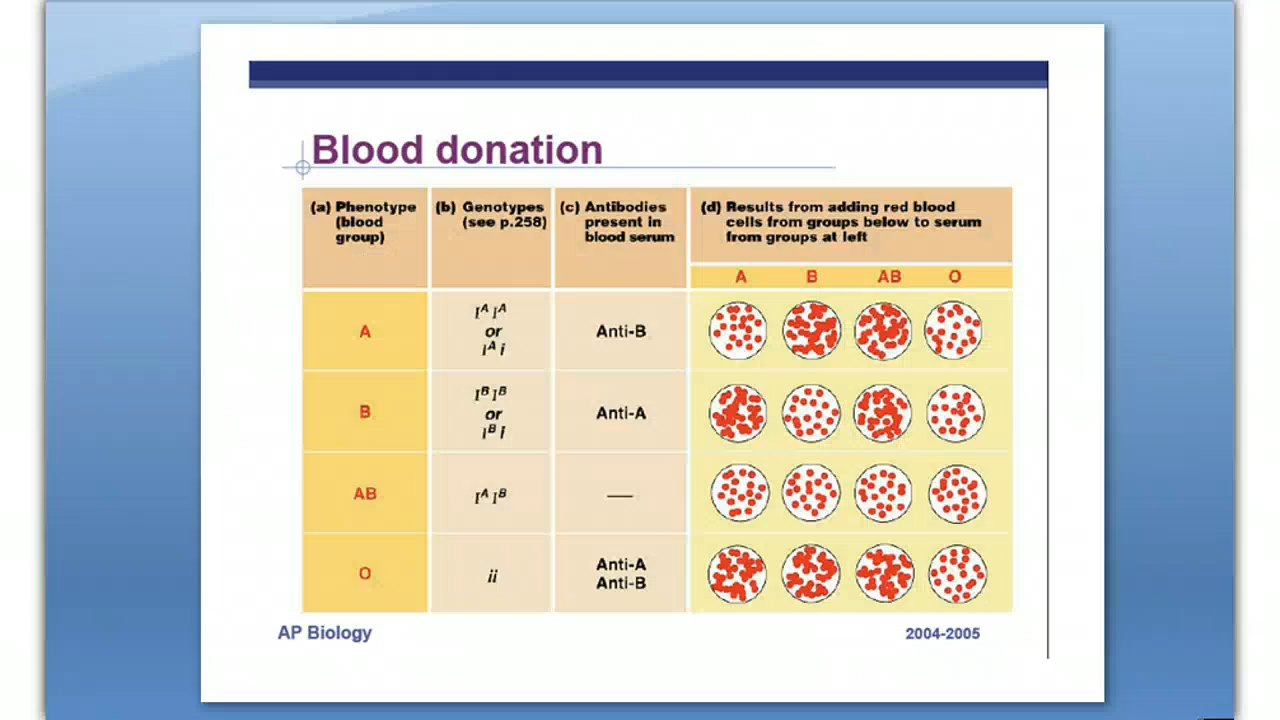 Blood donation
(a) Phenotype
(blood
group)
(b) Genotypes
(see p.258)
(c) Antibodies
present in
blood serum
(d) Results from adding red blood
cells from groups below to serum
from groups at left
A B AB O
A
I^A I^A
or
I^A i
Anti-B
B
I^B I^B
or
I^B i
Anti-A
AB
I^A I^B
—
O
ii
Anti-A
Anti-B
AP Biology
2004-2005